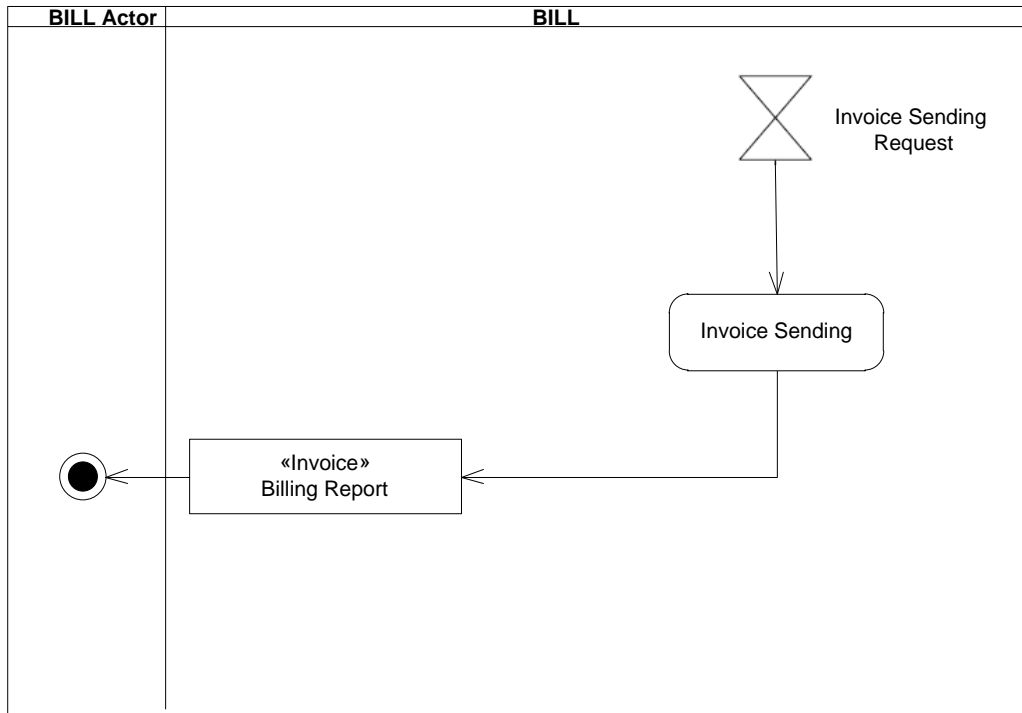 BILL Actor
BILL
Invoice Sending
Request
Invoice Sending
«Invoice»
Billing Report